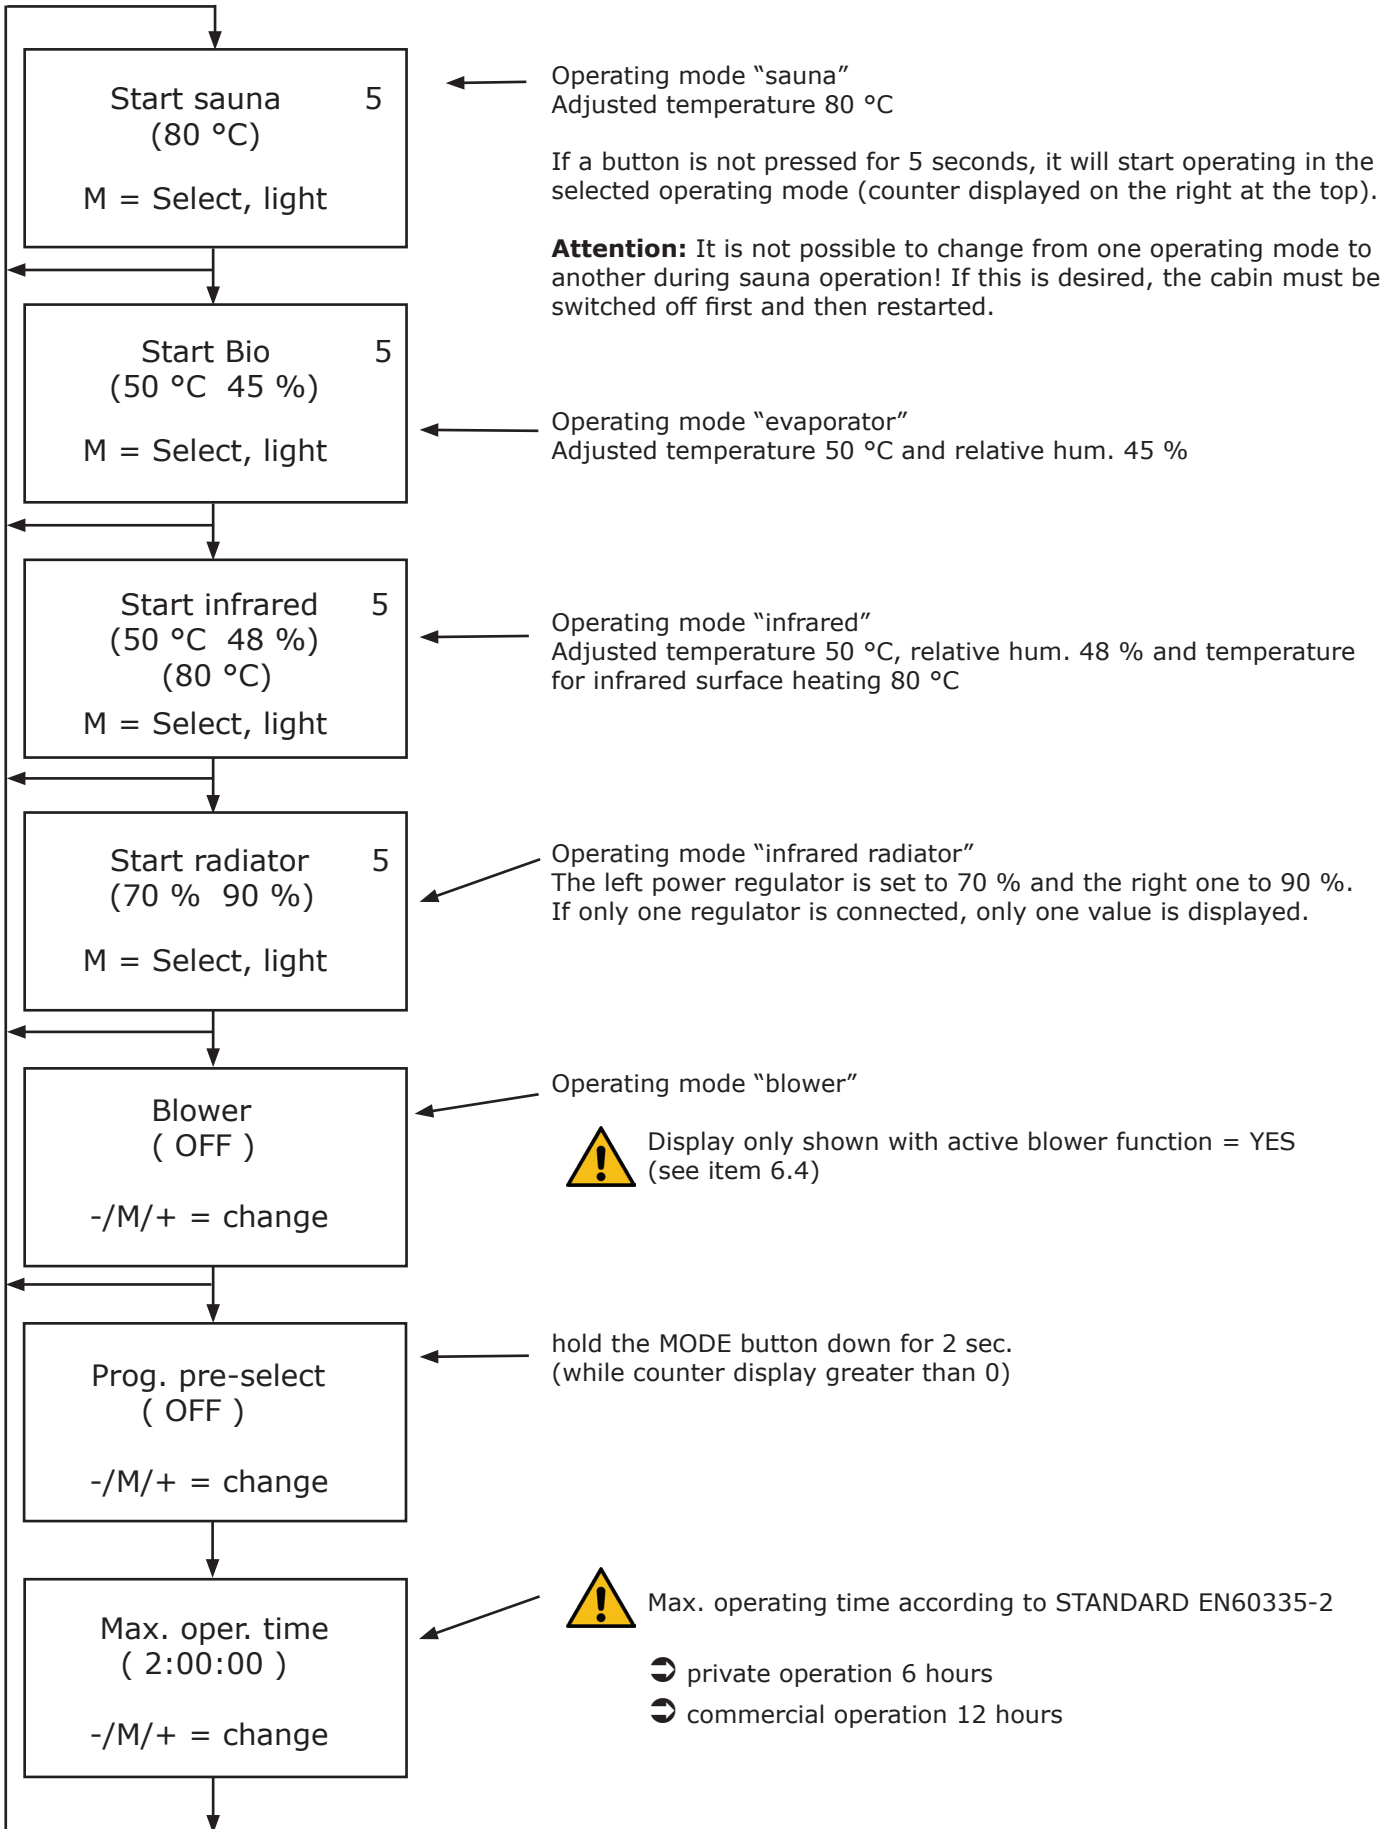 Start sauna 5
(80 °C)
M = Select, light
Operating mode “sauna”
Adjusted temperature 80 °C
If a button is not pressed for 5 seconds, it will start operating in the
selected operating mode (counter displayed on the right at the top).
Attention: It is not possible to change from one operating mode to
another during sauna operation! If this is desired, the cabin must be
switched off first and then restarted.
Start Bio 5
(50 °C 45 %)
M = Select, light
Operating mode “evaporator”
Adjusted temperature 50 °C and relative hum. 45 %
Start infrared 5
(50 °C 48 %)
(80 °C)
M = Select, light
Operating mode “infrared”
Adjusted temperature 50 °C, relative hum. 48 % and temperature
for infrared surface heating 80 °C
Start radiator 5
(70 % 90 %)
M = Select, light
Operating mode “infrared radiator”
The left power regulator is set to 70 % and the right one to 90 %.
If only one regulator is connected, only one value is displayed.
Blower
( OFF )
-/M/+ = change
Operating mode “blower”
Display only shown with active blower function = YES
(see item 6.4)
Prog. pre-select
( OFF )
-/M/+ = change
hold the MODE button down for 2 sec.
(while counter display greater than 0)
Max. oper. time
( 2:00:00 )
-/M/+ = change
Max. operating time according to STANDARD EN60335-2
➲ private operation 6 hours
➲ commercial operation 12 hours